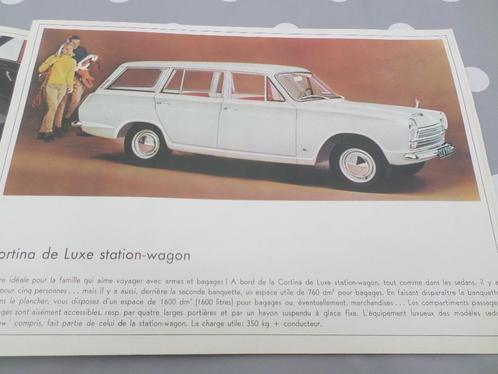 ortina de Luxe station-wagon
re idéale pour la famille qui aime voyager avec armes et bagages! A bord de la Cortina de Luxe station-wagon, tout comme dans les sedans, il y e
pour cinq personnes... mais il y a aussi, derrière la seconde banquette, un espace utile de 760 dm³ pour bagages. En faisant disparaître la banquette
ns le plancher, vous disposez d'un espace de 1600 dm³ (1600 litres) pour bagages ou, éventuellement, marchandises... Les compartiments passage
ges sont aisément accessibles, resp. par quatre larges portières et par un hayon suspendu à glace fixe. L'équipement luxueux des modèles seda
ow' compris, fait partie de celui de la station-wagon. La charge utile: 350 kg + conducteur.